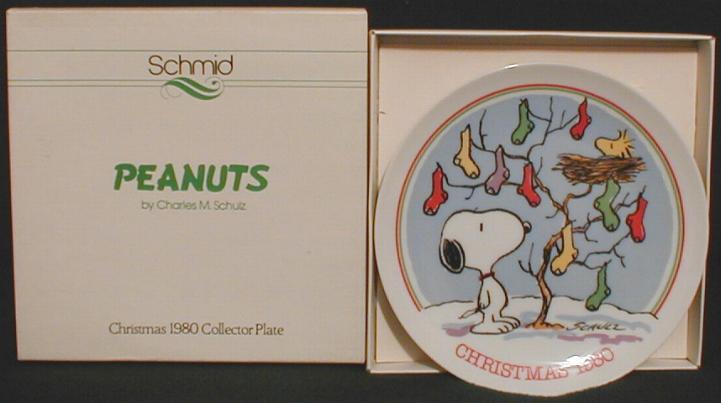 Schmid
PEANUTS
by Charles M. Schulz
Christmas 1980 Collector Plate
SCHULZ
CHRISTMAS 1980